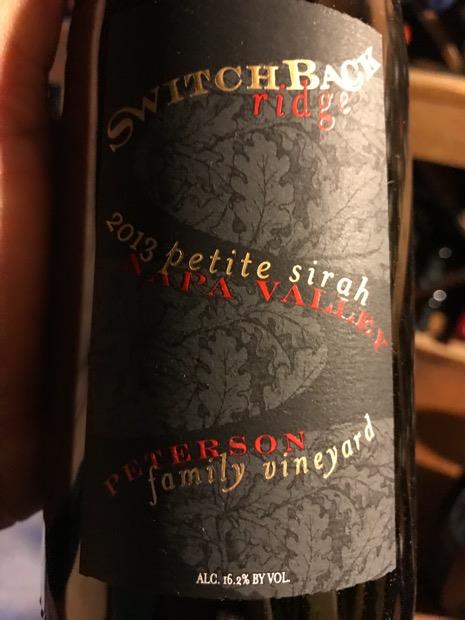 SWITCHBACK
ridge
2013 petite sirah
NAPA VALLEY
PETERSON
family vineyard
ALC. 16.2% BY VOL.